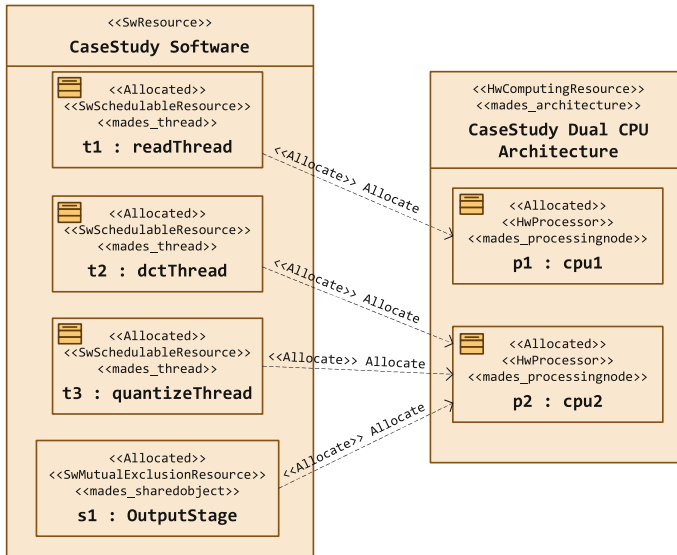 <<SwResource>>
CaseStudy Software
<<Allocated>>
<<SwSchedulableResource>>
<<mades_thread>>
t1 : readThread
<<Allocated>>
<<SwSchedulableResource>>
<<mades_thread>>
t2 : dctThread
<<Allocated>>
<<SwSchedulableResource>>
<<mades_thread>>
t3 : quantizeThread
<<Allocated>>
<<SwMutualExclusionResource>>
<<mades_sharedobject>>
s1 : OutputStage
<<Allocate>> Allocate
<<Allocate>> Allocate
<<Allocate>> Allocate
<<Allocate>> Allocate
<<HwComputingResource>>
<<mades_architecture>>
CaseStudy Dual CPU
Architecture
<<Allocated>>
<<HwProcessor>>
<<mades_processingnode>>
p1 : cpu1
<<Allocated>>
<<HwProcessor>>
<<mades_processingnode>>
p2 : cpu2